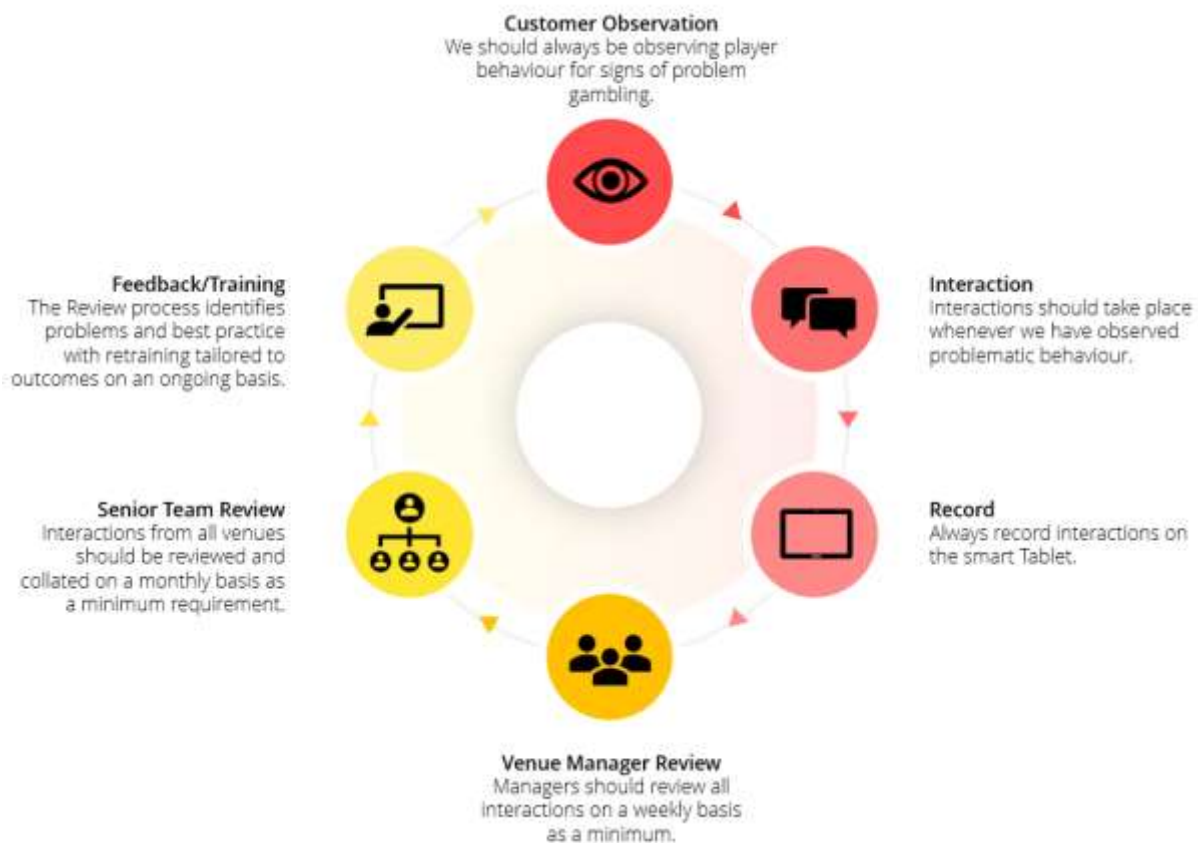 Customer Observation
We should always be observing player
behaviour for signs of problem
gambling.
Interaction
Interactions should take place
whenever we have observed
problematic behaviour.
Record
Always record interactions on
the smart Tablet.
Venue Manager Review
Managers should review all
interactions on a weekly basis
as a minimum.
Senior Team Review
Interactions from all venues
should be reviewed and
collated on a monthly basis as
a minimum requirement.
Feedback/Training
The Review process identifies
problems and best practice
with retraining tailored to
outcomes on an ongoing basis.